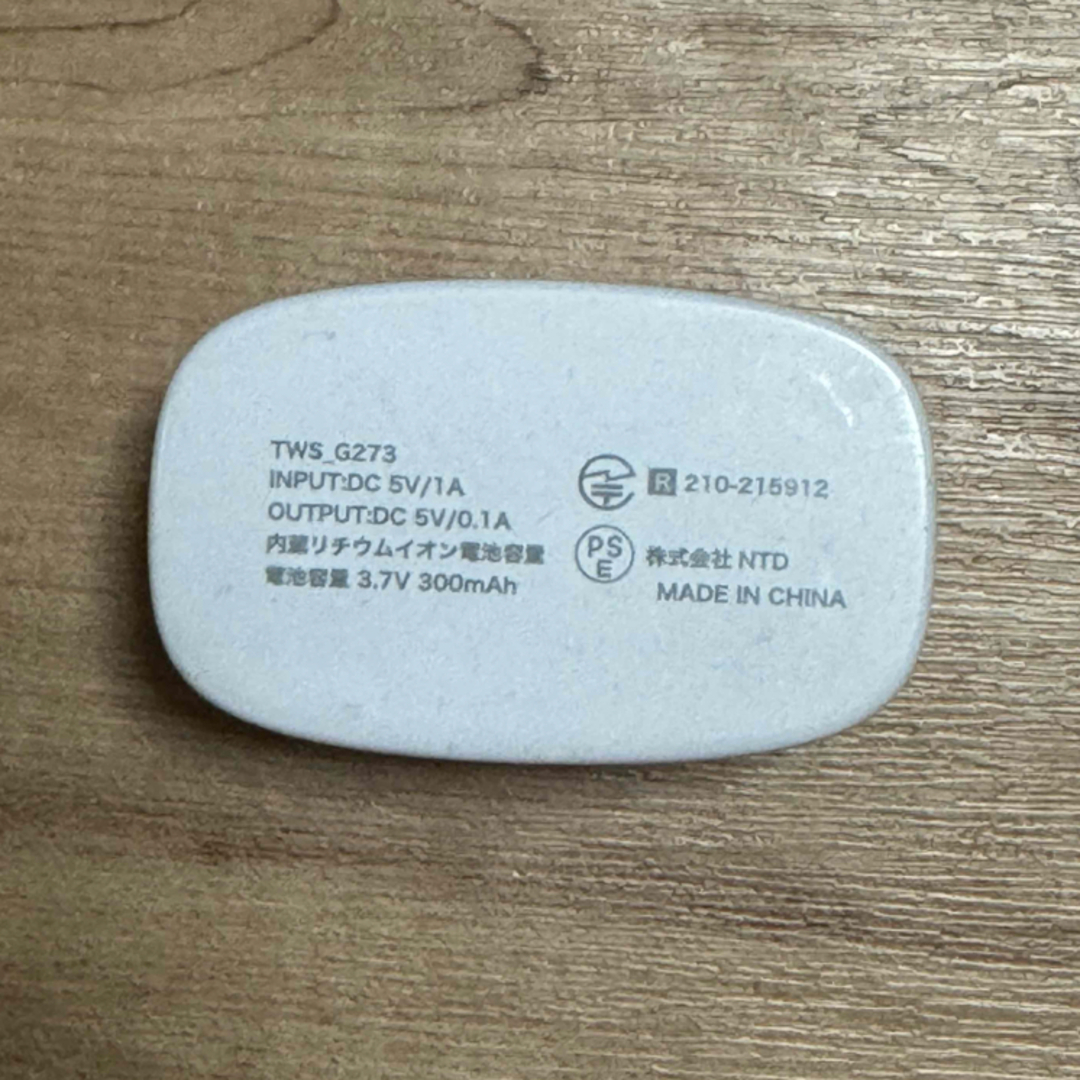 TWS_G273
INPUT:DC 5V/1A
OUTPUT:DC 5V/0.1A
内蔵リチウムイオン電池容量
電池容量 3.7V 300mAh
R 210-215912
PSE 株式会社 NTD
MADE IN CHINA